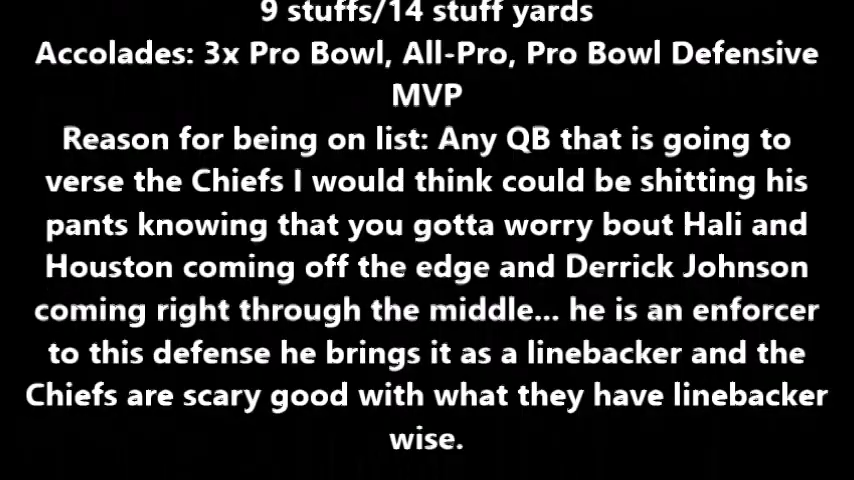 9 stuffs/14 stuff yards
Accolades: 3x Pro Bowl, All-Pro, Pro Bowl Defensive
MVP
Reason for being on list: Any QB that is going to
verse the Chiefs I would think could be shitting his
pants knowing that you gotta worry bout Hali and
Houston coming off the edge and Derrick Johnson
coming right through the middle... he is an enforcer
to this defense he brings it as a linebacker and the
Chiefs are scary good with what they have linebacker
wise.